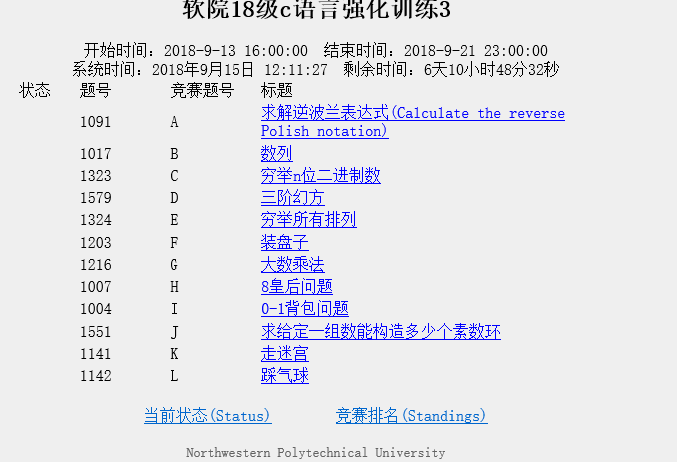 软院18级c语言强化训练3
开始时间：2018-9-13 16:00:00 结束时间：2018-9-21 23:00:00
系统时间：2018年9月15日 12:11:27 剩余时间：6天10小时48分32秒
状态 题号 竞赛题号 标题
1091 A 求解逆波兰表达式(Calculate the reverse
Polish notation)
1017 B 数列
1323 C 穷举n位二进制数
1579 D 三阶幻方
1324 E 穷举所有排列
1203 F 装盘子
1216 G 大数乘法
1007 H 8皇后问题
1004 I 0-1背包问题
1551 J 求给定一组数能构造多少个素数环
1141 K 走迷宫
1142 L 踩气球
当前状态(Status) 竞赛排名(Standings)
Northwestern Polytechnical University